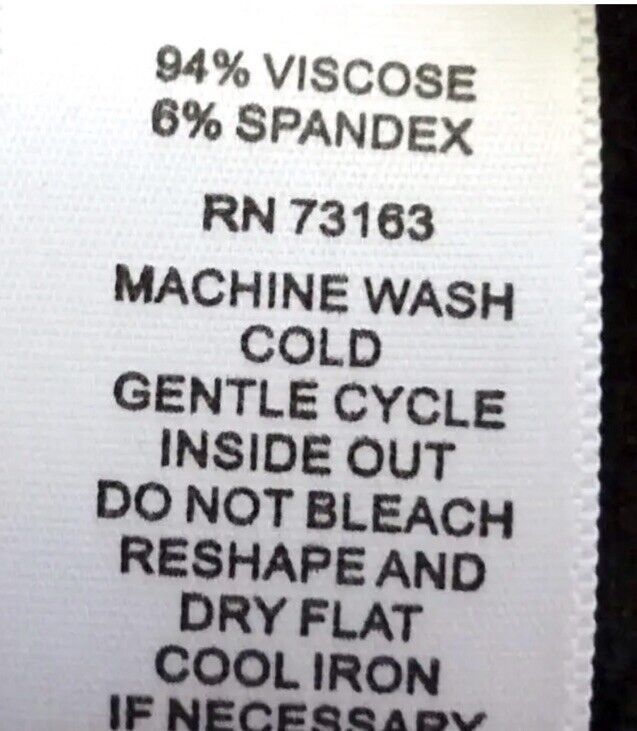 94% VISCOSE
6% SPANDEX
RN 73163
MACHINE WASH
COLD
GENTLE CYCLE
INSIDE OUT
DO NOT BLEACH
RESHAPE AND
DRY FLAT
COOL IRON
IF NECESSARY